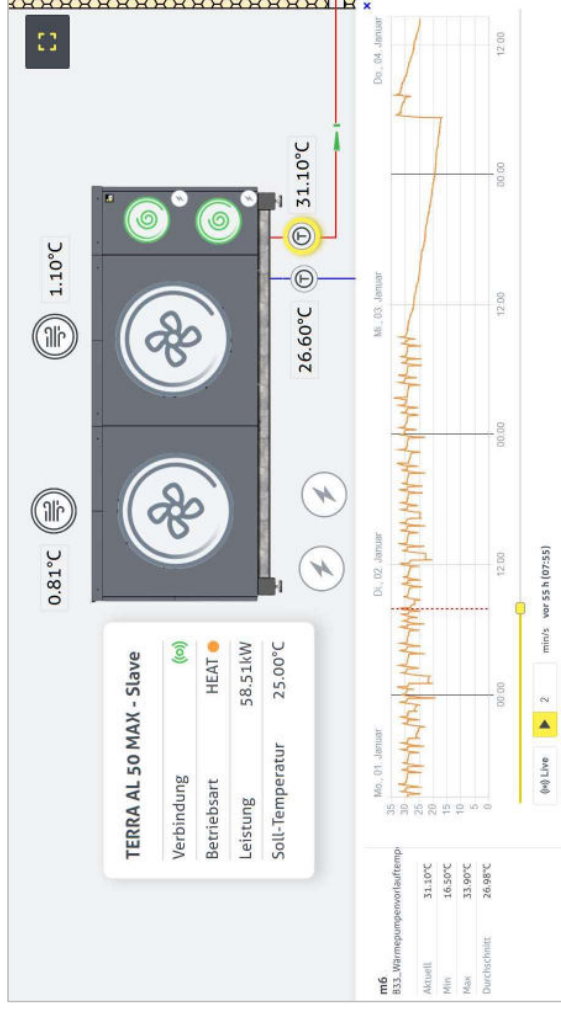 0.81°C
1.10°C
TERRA AL 50 MAX - Slave
Verbindung
Betriebsart HEAT
Leistung 58.51kW
Soll-Temperatur 25.00°C
26.60°C
T
T
31.10°C
m6
B33_Wärmepumpenvorlauftemp
Aktuell 31.10°C
Min 16.50°C
Max 33.90°C
Durchschnitt 26.98°C
Mo., 01. Januar
Di., 02. Januar
Mi., 03. Januar
Do., 04. Januar
35
30
25
20
15
10
5
0
00:00
12:00
00:00
12:00
00:00
12:00
Live
2 min/s vor 55 h (07:55)